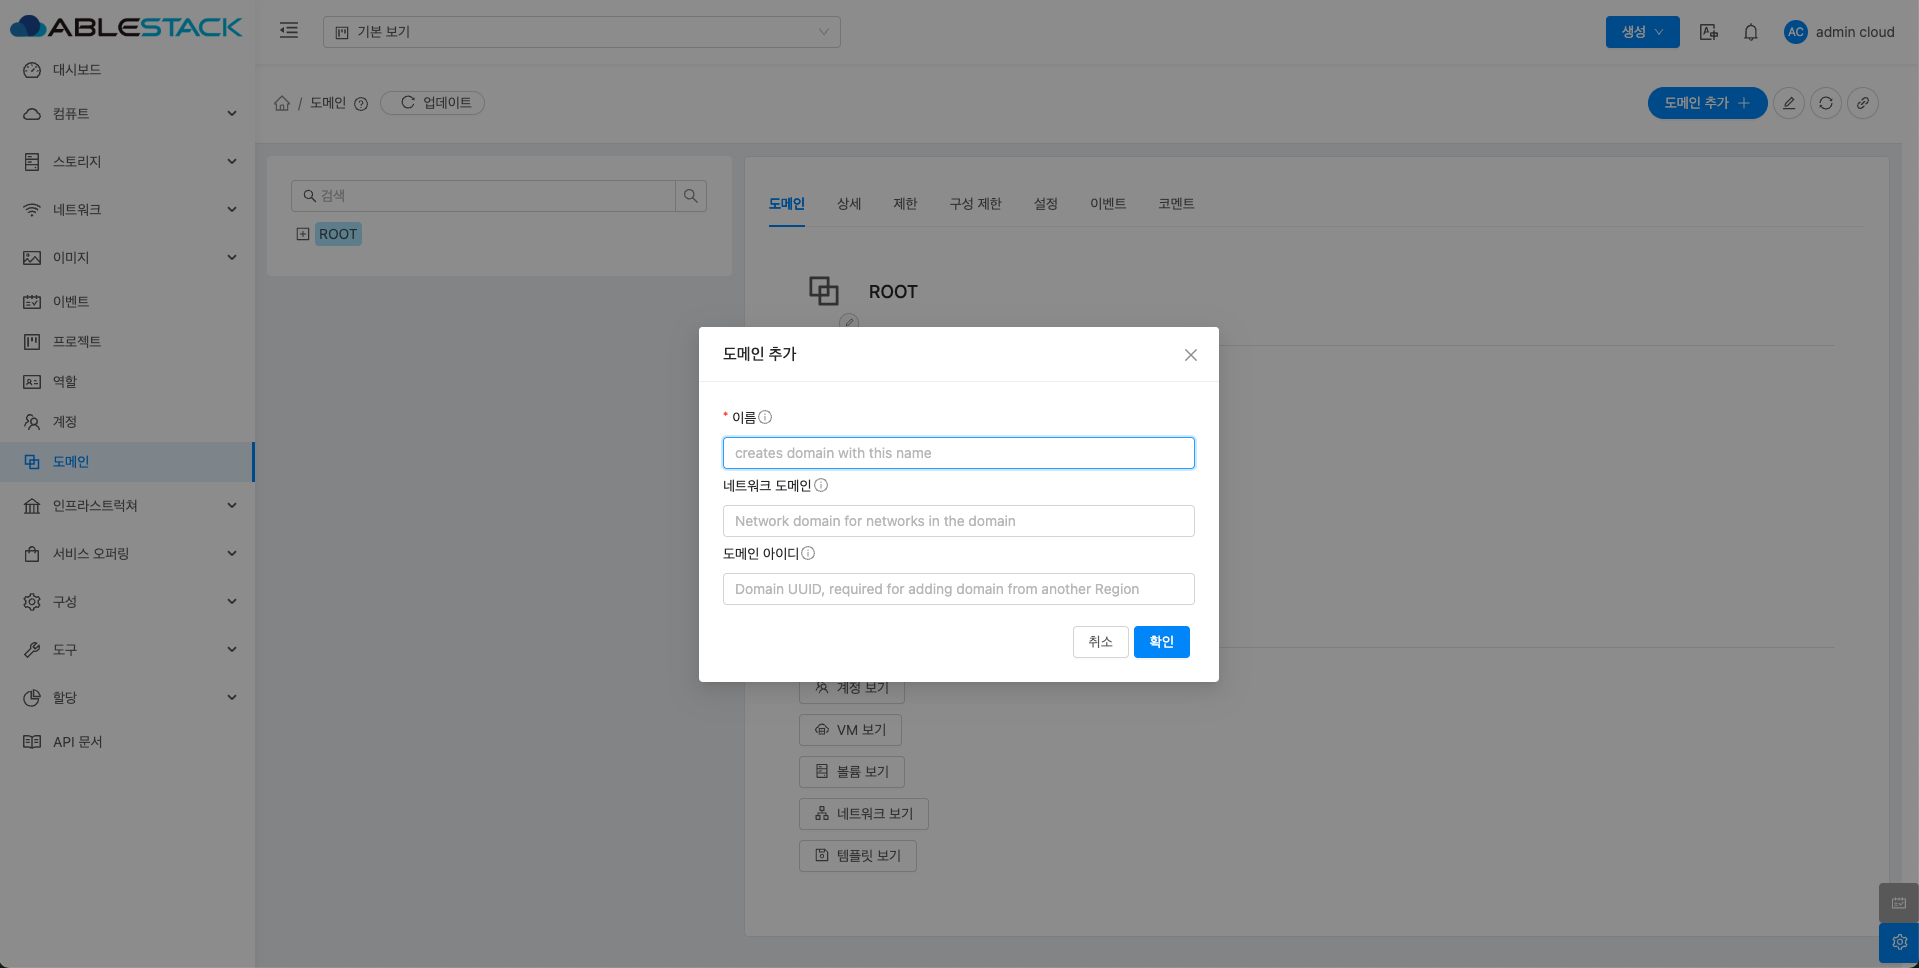 ABLESTACK
기본 보기
생성
AC
admin cloud
대시보드
컴퓨트
스토리지
네트워크
이미지
이벤트
프로젝트
역할
계정
도메인
인프라스트럭쳐
서비스 오퍼링
구성
도구
할당
API 문서
/ 도메인
업데이트
도메인 추가
검색
ROOT
도메인 상세 제한 구성 제한 설정 이벤트 코멘트
ROOT
도메인 추가
* 이름
creates domain with this name
네트워크 도메인
Network domain for networks in the domain
도메인 아이디
Domain UUID, required for adding domain from another Region
취소 확인
계정 보기
VM 보기
볼륨 보기
네트워크 보기
템플릿 보기